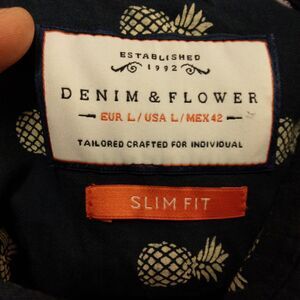 ESTABLISHED
1992
DENIM & FLOWER
EUR L / USA L / MEX 42
TAILORED CRAFTED FOR INDIVIDUAL
SLIM FIT